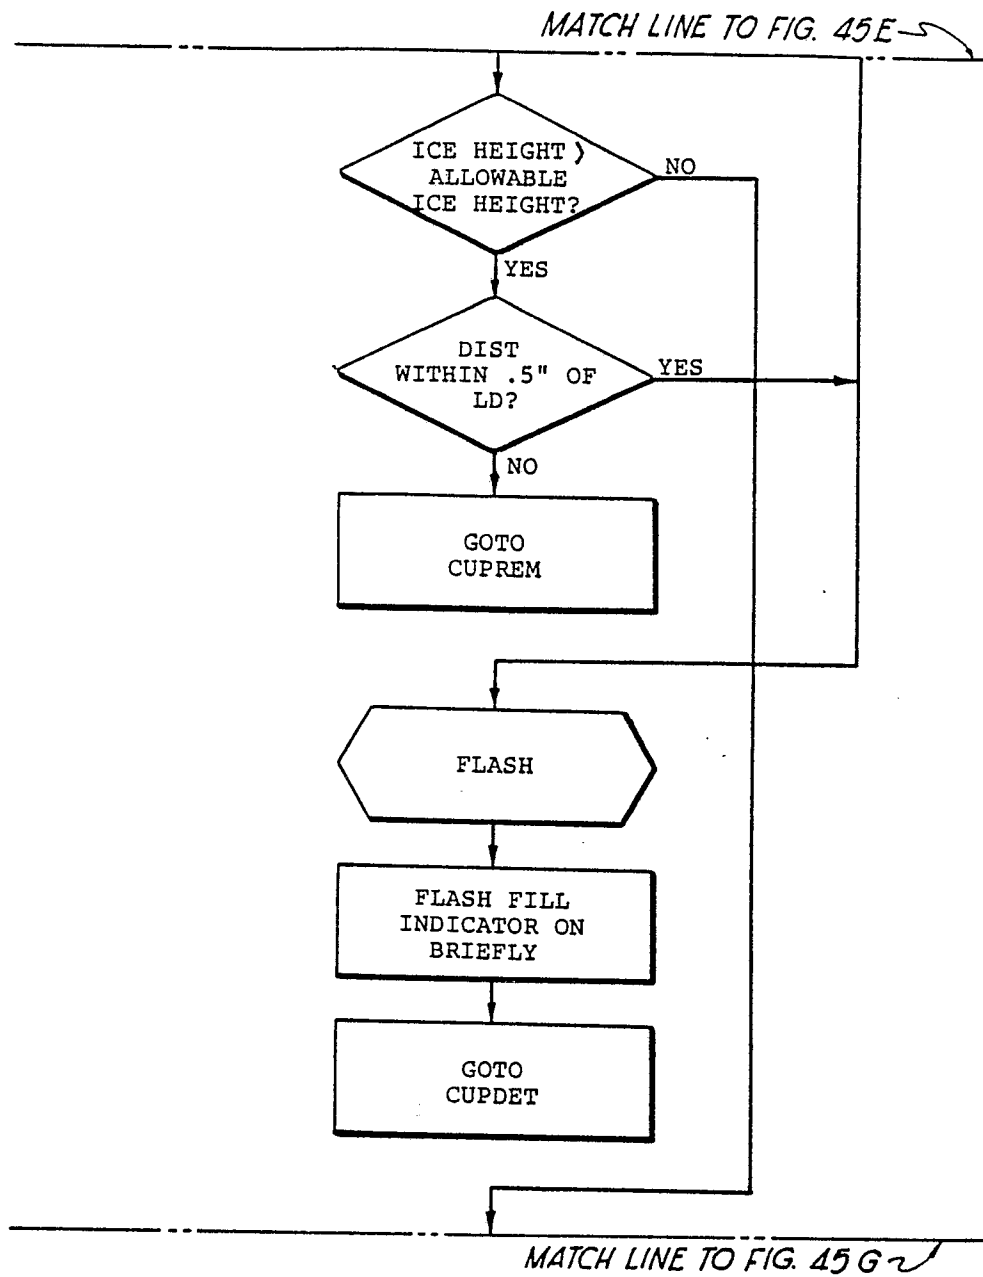 MATCH LINE TO FIG. 45E
ICE HEIGHT >
ALLOWABLE
ICE HEIGHT?
NO
YES
DIST
WITHIN .5" OF
LD?
YES
NO
GOTO
CUPREM
FLASH
FLASH FILL
INDICATOR ON
BRIEFLY
GOTO
CUPDET
MATCH LINE TO FIG. 45G